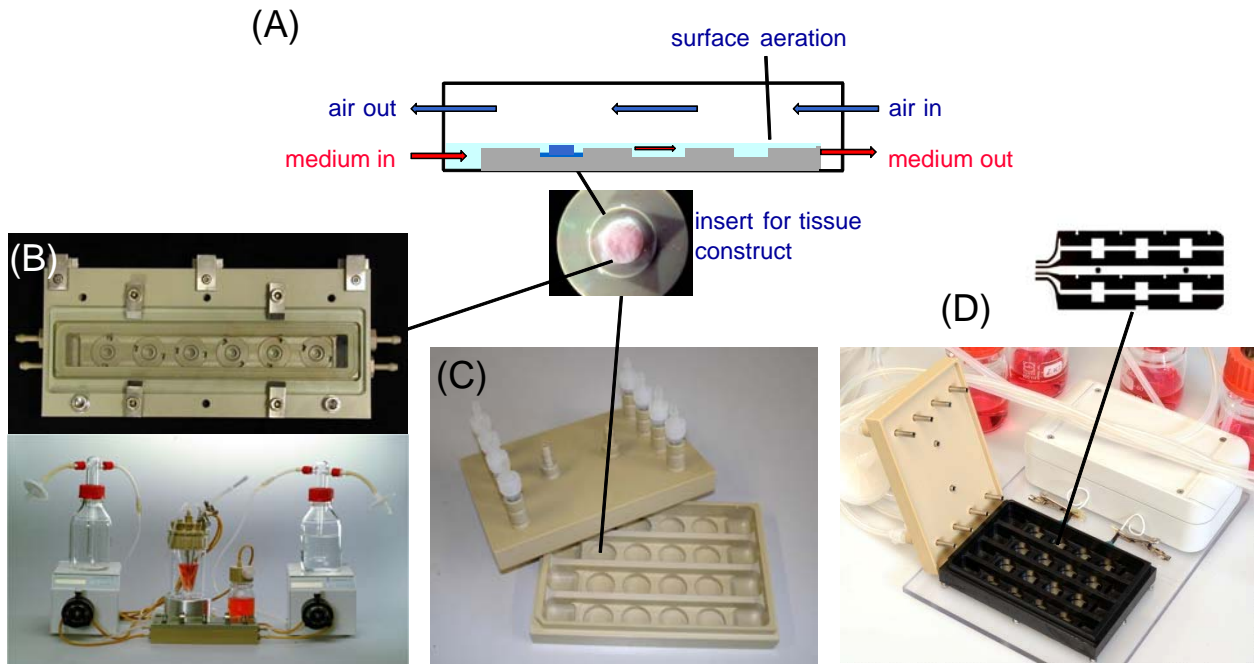 (A)
surface aeration
air out
air in
medium in
medium out
insert for tissue
construct
(B)
(C)
(D)